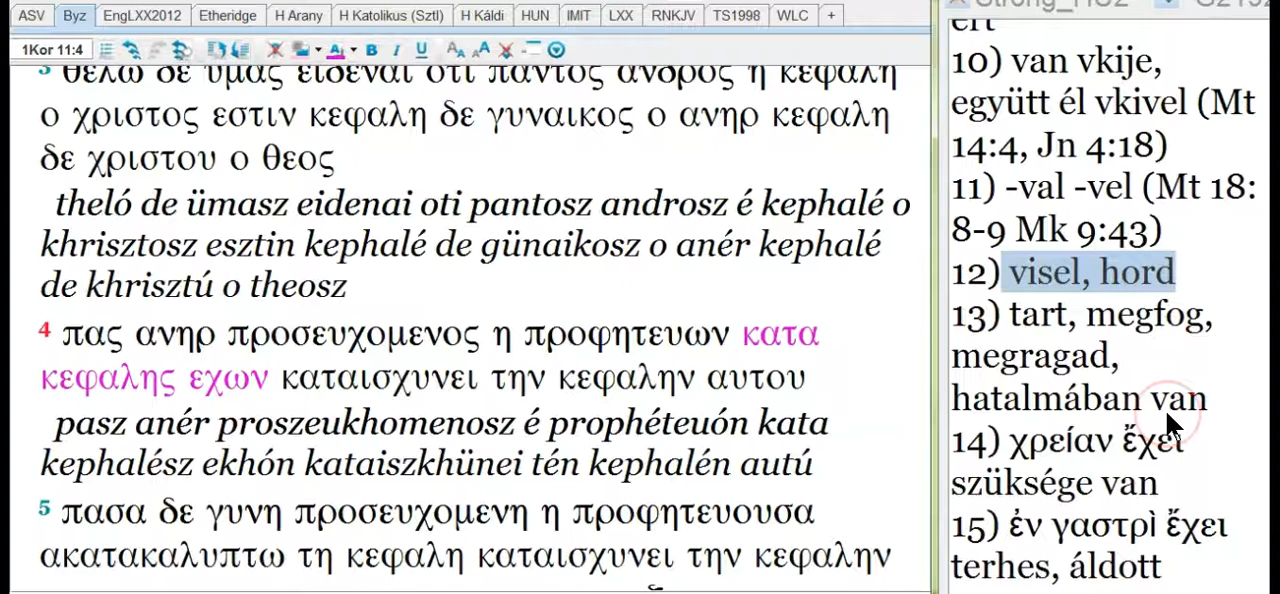 ASV Byz EngLXX2012 Etheridge H Arany H Katolikus (Sztl) H Káldi HUN IMIT LXX RNKJV TS1998 WLC +
1Kor 11:4
3 θελω δε υμας ειδεναι οτι παντος ανδρος η κεφαλη
ο χριστος εστιν κεφαλη δε γυναικος ο ανηρ κεφαλη
δε χριστου ο θεος
theló de ümasz eidenai oti pantosz androsz é kephalé o
khrisztosz esztin kephalé de günaikosz o anér kephalé
de khrisztú o theosz
4 πας ανηρ προσευχομενος η προφητευων κατα
κεφαλης εχων καταισχυνει την κεφαλην αυτου
pasz anér proszeukhomenosz é prophéteuón kata
kephalész ekhón kataiszkhünei tén kephalén autú
5 πασα δε γυνη προσευχομενη η προφητευουσα
ακατακαλυπτω τη κεφαλη καταισχυνει την κεφαλην
10) van vkije,
együtt él vkivel (Mt
14:4, Jn 4:18)
11) -val -vel (Mt 18:
8-9 Mk 9:43)
12) visel, hord
13) tart, megfog,
megragad,
hatalmában van
14) χρείαν ἔχει
szüksége van
15) ἐν γαστρὶ ἔχει
terhes, áldott